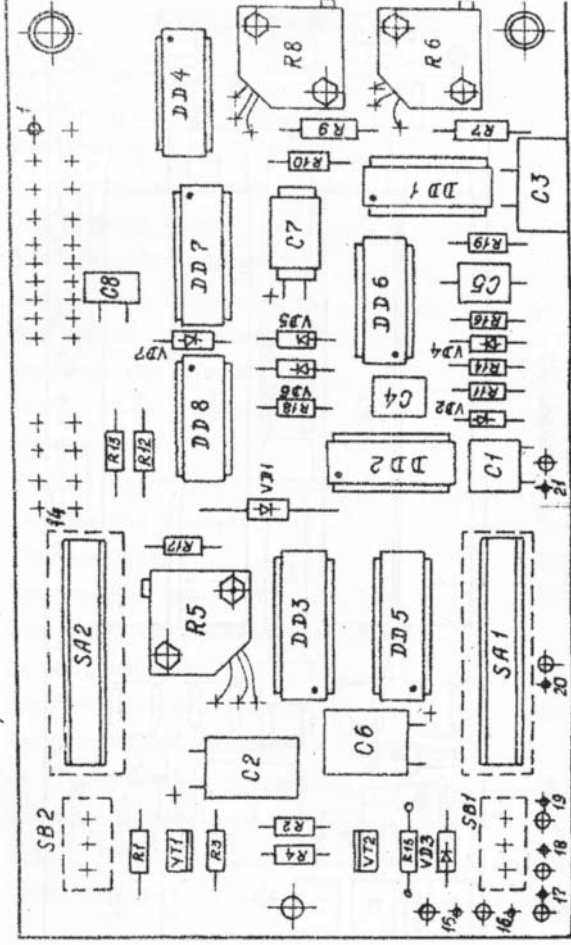 DD4
R8
R6
1
R9
R7
R10
DD1
C3
DD7
C7
R19
C8
C5
DD6
R16
VD7
VD5
VD4
R14
VD6
DD8
R18
C4
R11
VD2
R13
R12
DD2
C1
VD1
21
14
R17
SA2
R5
DD3
DD5
SA1
20
C2
C6
SB2
R1
VT1
R3
R2
R4
VT2
R15
VD3
SB1
19
18
17
16
15